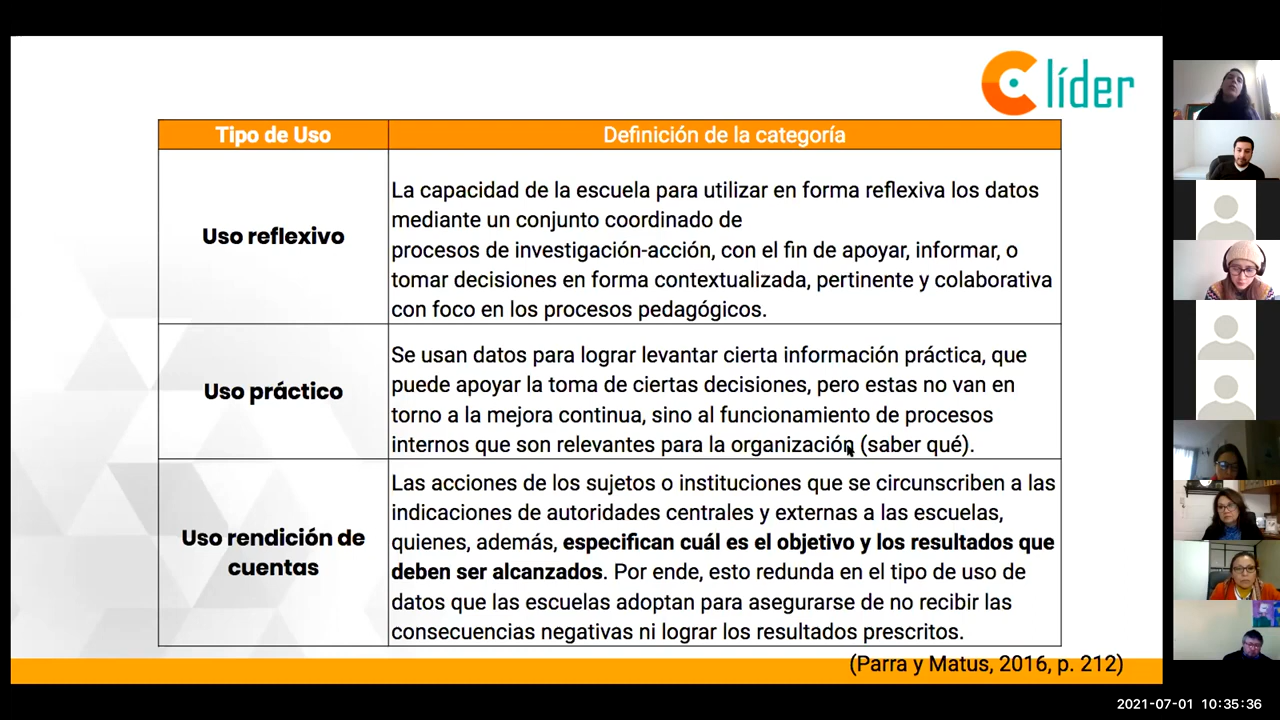 líder
Tipo de Uso
Definición de la categoría
Uso reflexivo
La capacidad de la escuela para utilizar en forma reflexiva los datos
mediante un conjunto coordinado de
procesos de investigación-acción, con el fin de apoyar, informar, o
tomar decisiones en forma contextualizada, pertinente y colaborativa
con foco en los procesos pedagógicos.
Uso práctico
Se usan datos para lograr levantar cierta información práctica, que
puede apoyar la toma de ciertas decisiones, pero estas no van en
torno a la mejora continua, sino al funcionamiento de procesos
internos que son relevantes para la organización (saber qué).
Uso rendición de
cuentas
Las acciones de los sujetos o instituciones que se circunscriben a las
indicaciones de autoridades centrales y externas a las escuelas,
quienes, además, especifican cuál es el objetivo y los resultados que
deben ser alcanzados. Por ende, esto redunda en el tipo de uso de
datos que las escuelas adoptan para asegurarse de no recibir las
consecuencias negativas ni lograr los resultados prescritos.
(Parra y Matus, 2016, p. 212)
2021-07-01 10:35:36